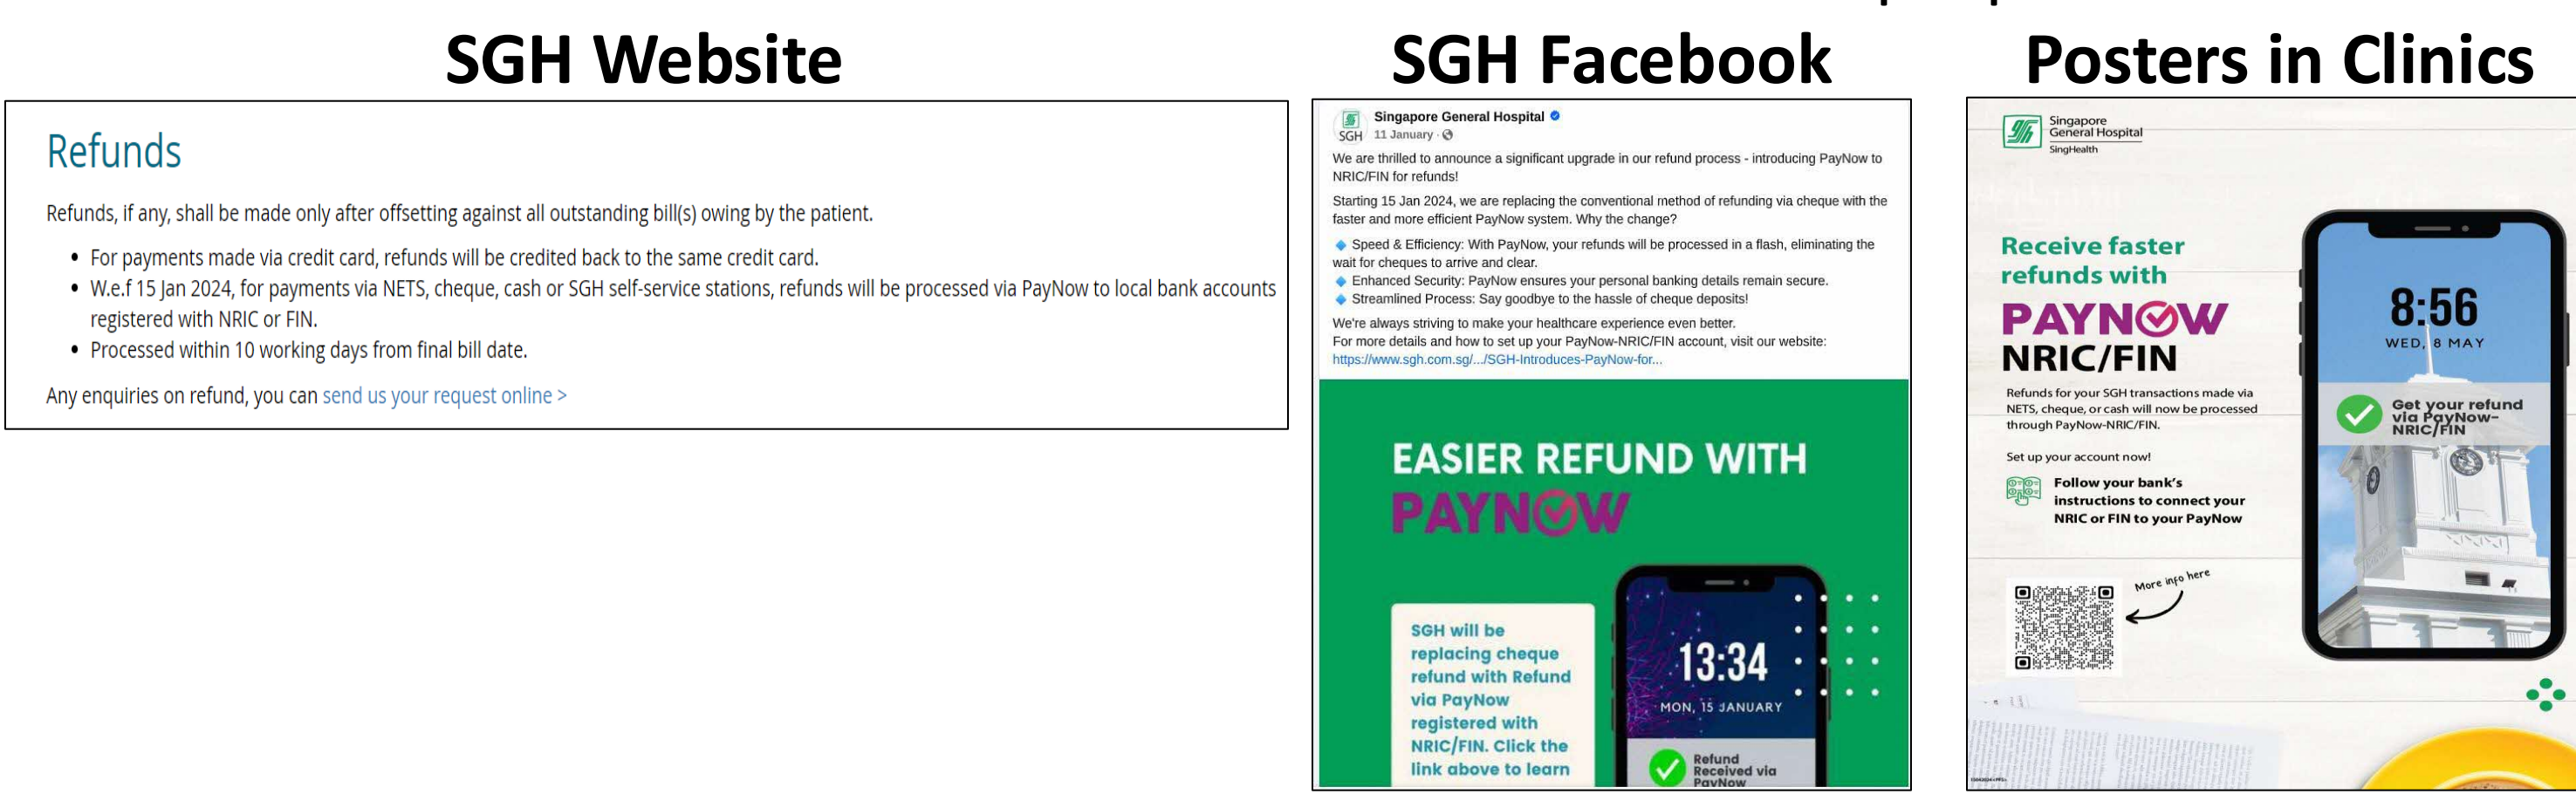 SGH Website
Refunds
Refunds, if any, shall be made only after offsetting against all outstanding bill(s) owing by the patient.
• For payments made via credit card, refunds will be credited back to the same credit card.
• W.e.f 15 Jan 2024, for payments via NETS, cheque, cash or SGH self-service stations, refunds will be processed via PayNow to local bank accounts
registered with NRIC or FIN.
• Processed within 10 working days from final bill date.
Any enquiries on refund, you can send us your request online >
SGH Facebook
Singapore General Hospital
SGH
11 January
We are thrilled to announce a significant upgrade in our refund process - introducing PayNow to
NRIC/FIN for refunds!
Starting 15 Jan 2024, we are replacing the conventional method of refunding via cheque with the
faster and more efficient PayNow system. Why the change?
🔹 Speed & Efficiency: With PayNow, your refunds will be processed in a flash, eliminating the
wait for cheques to arrive and clear.
🔹 Enhanced Security: PayNow ensures your personal banking details remain secure.
🔹 Streamlined Process: Say goodbye to the hassle of cheque deposits!
We're always striving to make your healthcare experience even better.
For more details and how to set up your PayNow-NRIC/FIN account, visit our website:
https://www.sgh.com.sg/.../SGH-Introduces-PayNow-for...
EASIER REFUND WITH
PAYNOW
SGH will be
replacing cheque
refund with Refund
via PayNow
registered with
NRIC/FIN. Click the
link above to learn
13:34
MON, 15 JANUARY
Refund
Received via
PayNow
Posters in Clinics
Singapore
General Hospital
SingHealth
Receive faster
refunds with
PAYNOW
NRIC/FIN
Refunds for your SGH transactions made via
NETS, cheque, or cash will now be processed
through PayNow-NRIC/FIN.
Set up your account now!
Follow your bank's
instructions to connect your
NRIC or FIN to your PayNow
More info here
8:56
WED, 8 MAY
Get your refund
via PayNow-
NRIC/FIN